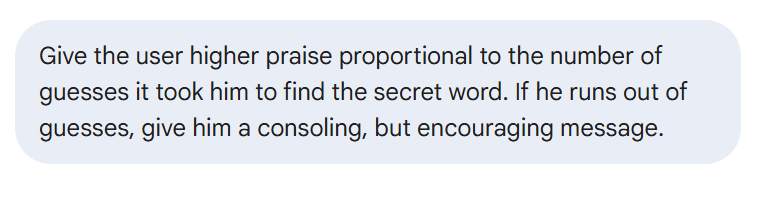 Give the user higher praise proportional to the number of
guesses it took him to find the secret word. If he runs out of
guesses, give him a consoling, but encouraging message.